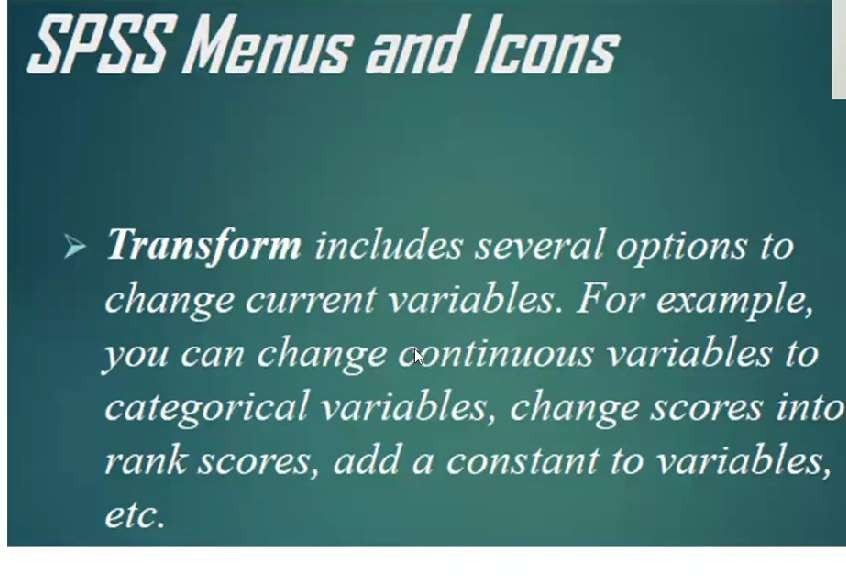 SPSS Menus and Icons
➢ Transform includes several options to
change current variables. For example,
you can change continuous variables to
categorical variables, change scores into
rank scores, add a constant to variables,
etc.